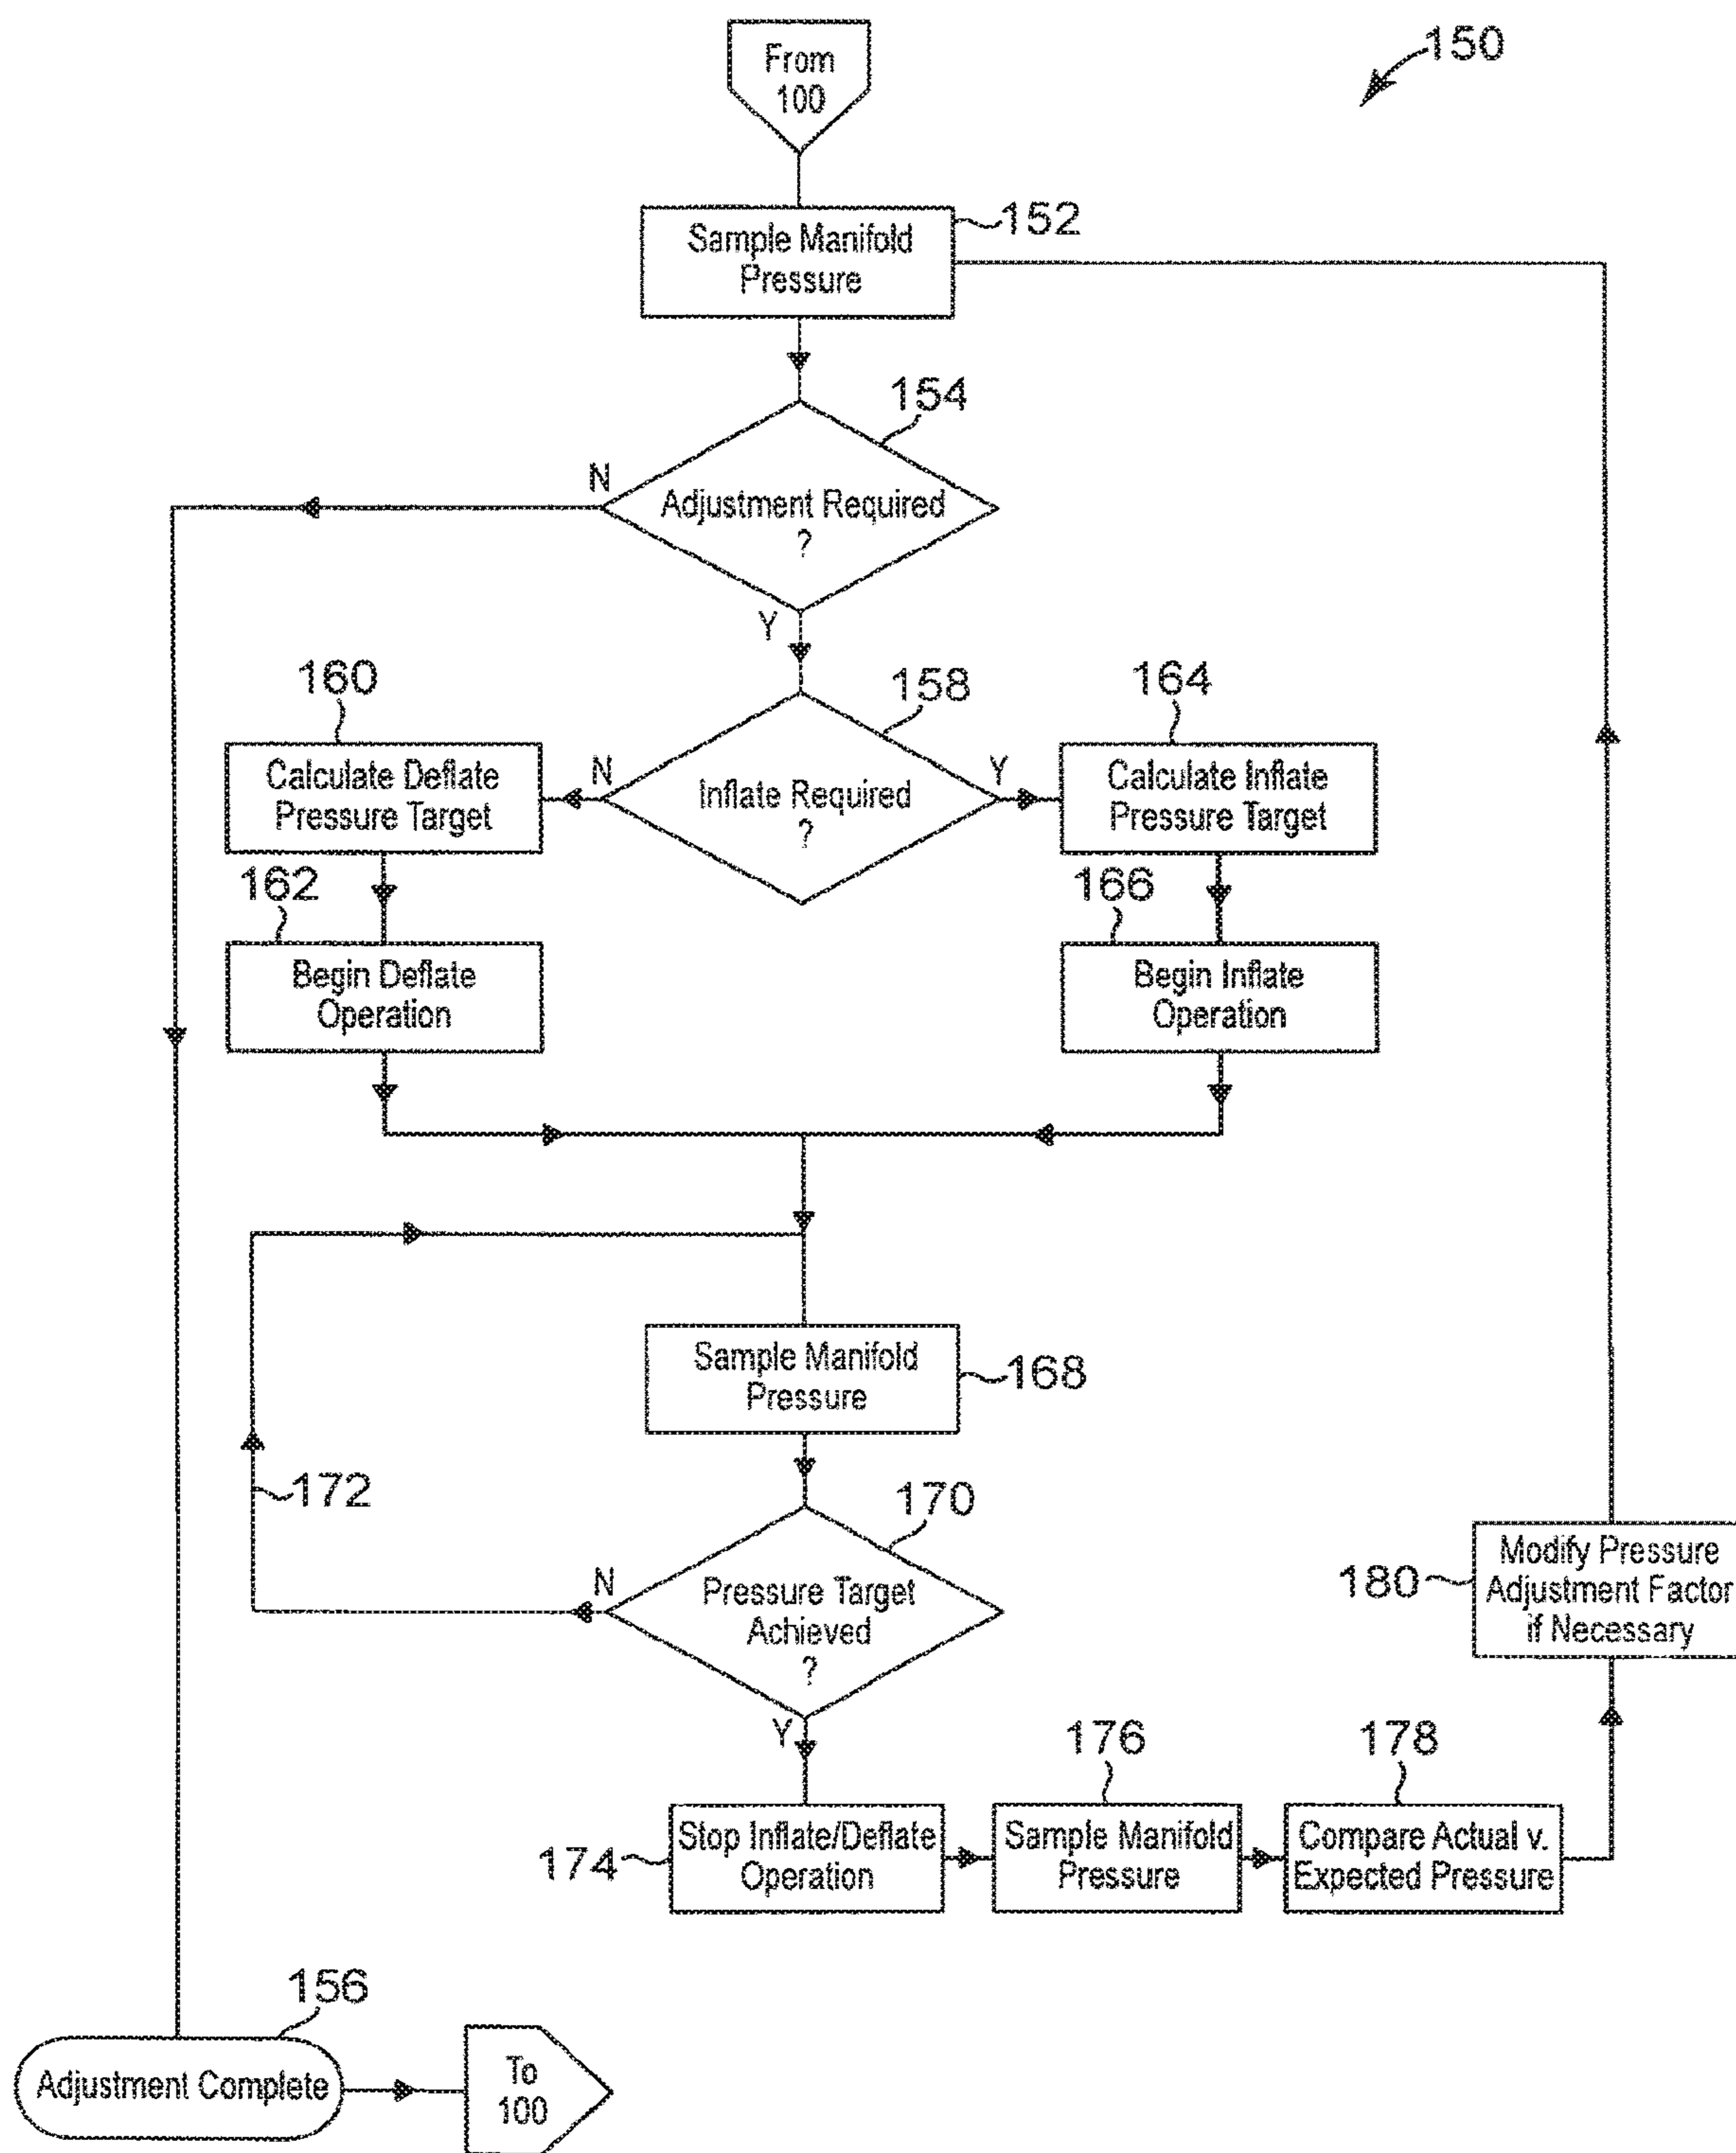 From
100
150
Sample Manifold
Pressure
152
154
N
Adjustment Required
?
Y
160
158
164
Calculate Deflate
Pressure Target
N
Inflate Required
?
Y
Calculate Inflate
Pressure Target
162
166
Begin Deflate
Operation
Begin Inflate
Operation
Sample Manifold
Pressure
168
172
170
N
Pressure Target
Achieved
?
Y
180
Modify Pressure
Adjustment Factor
if Necessary
176
178
174
Stop Inflate/Deflate
Operation
Sample Manifold
Pressure
Compare Actual v.
Expected Pressure
156
Adjustment Complete
To
100